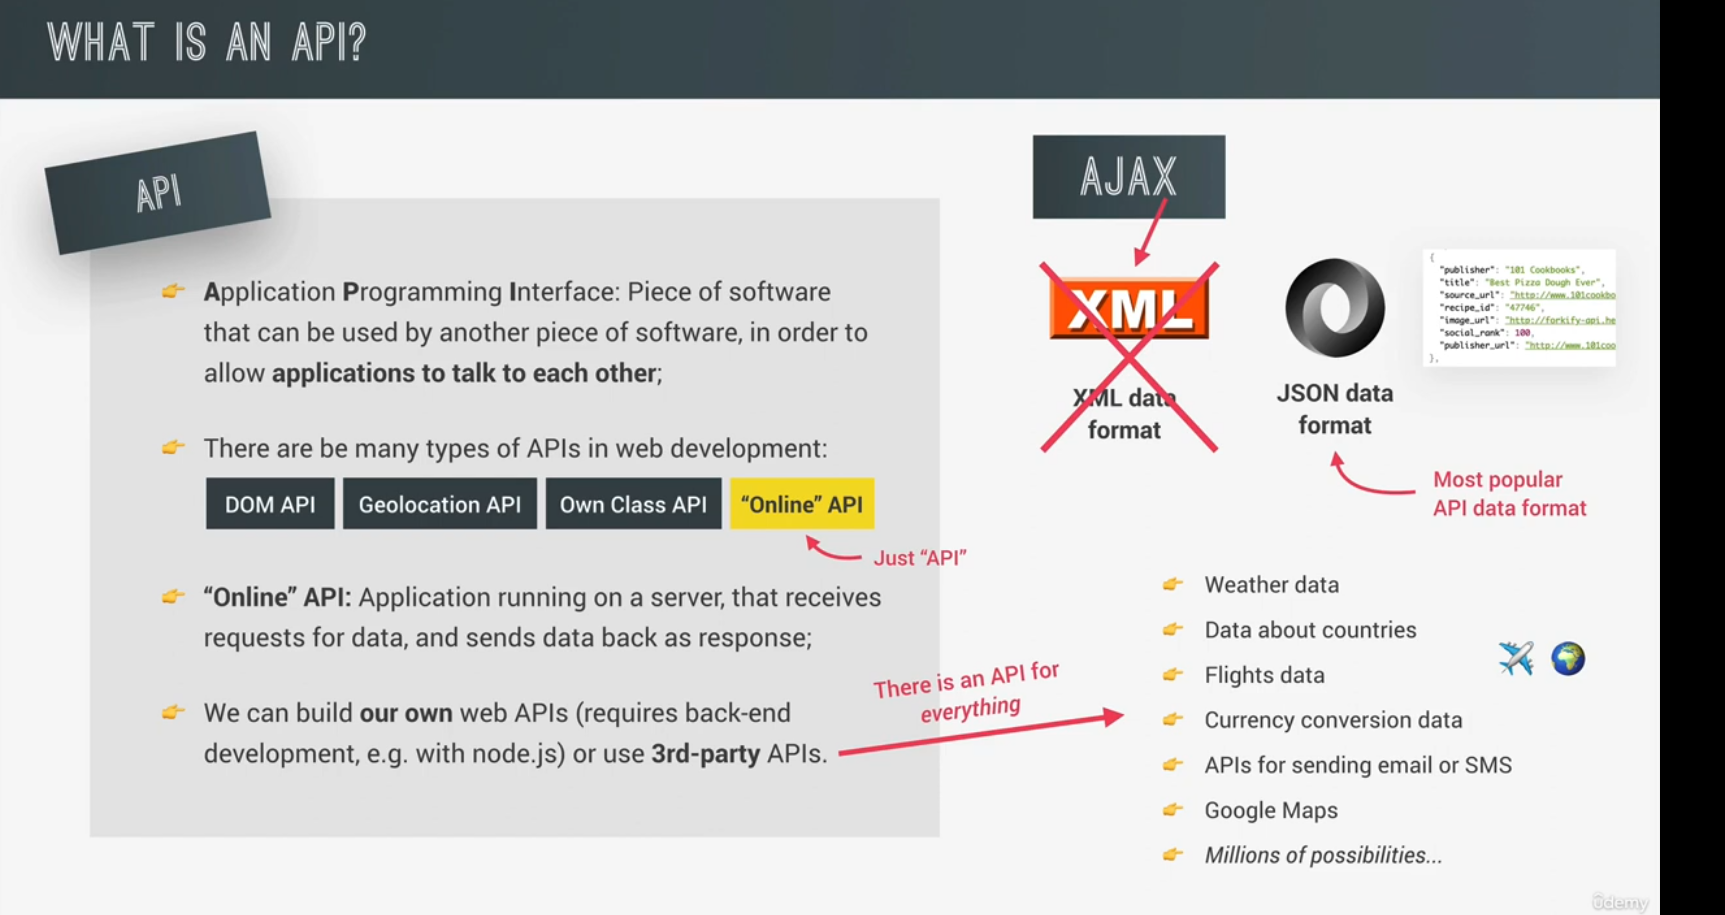 WHAT IS AN API?
API
Application Programming Interface: Piece of software
that can be used by another piece of software, in order to
allow applications to talk to each other;
There are be many types of APIs in web development:
DOM API
Geolocation API
Own Class API
“Online” API
Just “API”
“Online” API: Application running on a server, that receives
requests for data, and sends data back as response;
We can build our own web APIs (requires back-end
development, e.g. with node.js) or use 3rd-party APIs.
There is an API for
everything
AJAX
XML
XML data
format
JSON data
format
{
"publisher": "101 Cookbooks",
"title": "Best Pizza Dough Ever",
"source_url": "http://www.101cookbo
"recipe_id": "47746",
"image_url": "http://forkify-api.he
"social_rank": 100,
"publisher_url": "http://www.101coo
},
Most popular
API data format
Weather data
Data about countries
Flights data
Currency conversion data
APIs for sending email or SMS
Google Maps
Millions of possibilities...
ûdemy